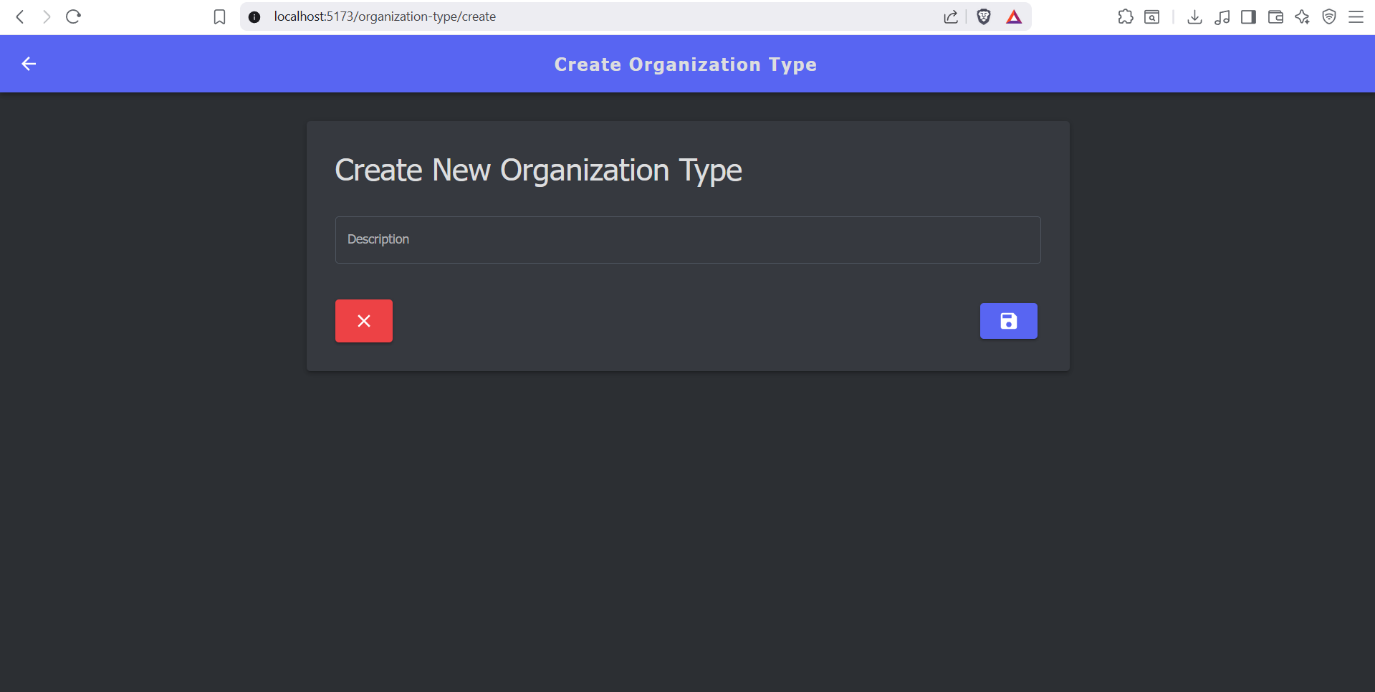 localhost:5173/organization-type/create
Create Organization Type
Create New Organization Type
Description